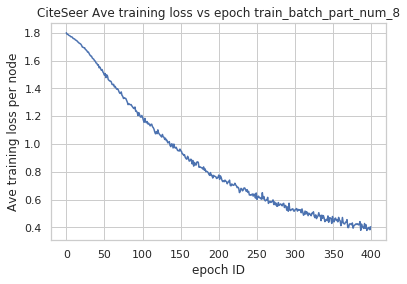 CiteSeer Ave training loss vs epoch train_batch_part_num_8
1.8
1.6
1.4
1.2
1.0
0.8
0.6
0.4
Ave training loss per node
0 50 100 150 200 250 300 350 400
epoch ID